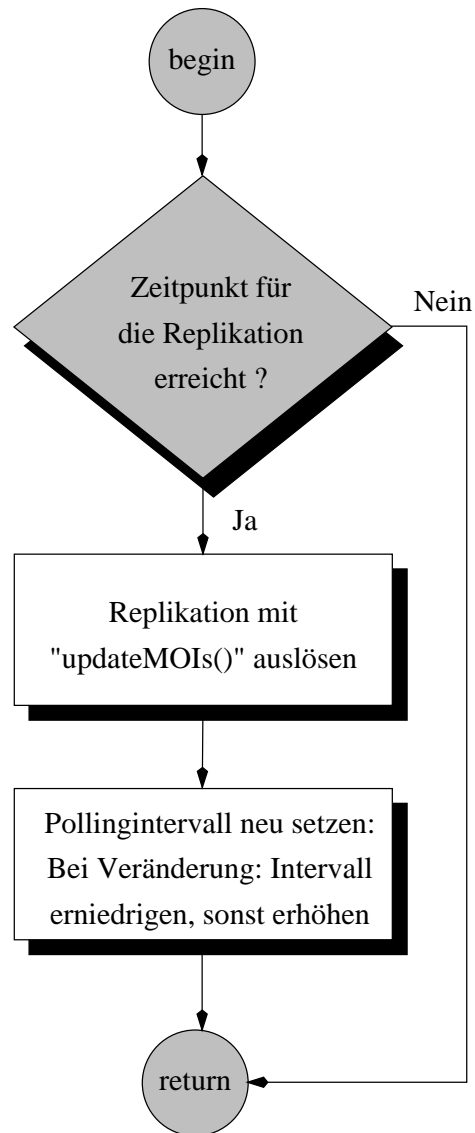 begin
Zeitpunkt für
die Replikation
erreicht ?
Nein
Ja
Replikation mit
"updateMOIs()" auslösen
Pollingintervall neu setzen:
Bei Veränderung: Intervall
erniedrigen, sonst erhöhen
return